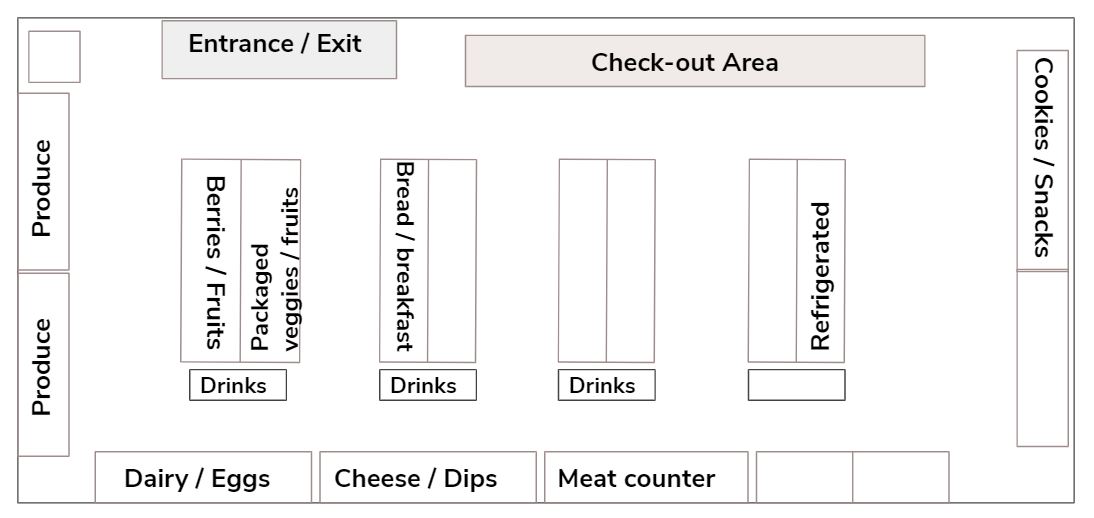 Entrance / Exit
Check-out Area
Cookies / Snacks
Produce
Produce
Berries / Fruits
Packaged
veggies / fruits
Bread / breakfast
Refrigerated
Drinks
Drinks
Drinks
Dairy / Eggs
Cheese / Dips
Meat counter